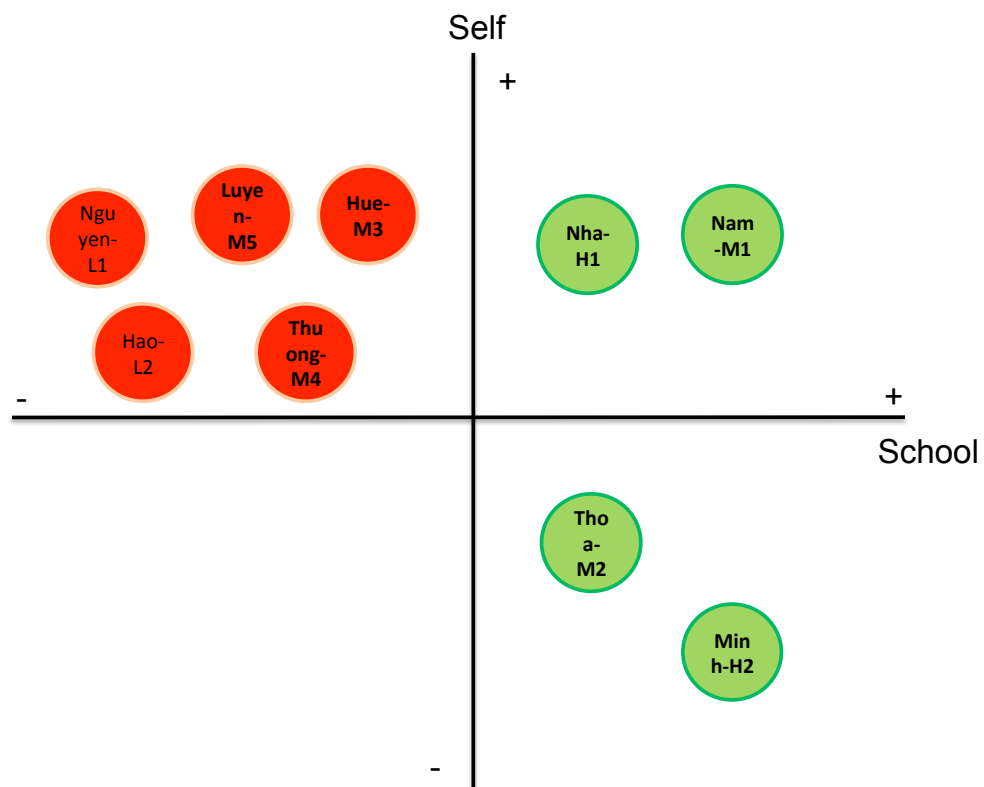 Self
+
Luye
n-
M5
Hue-
M3
Ngu
yen-
L1
Nha-
H1
Nam
-M1
Hao-
L2
Thu
ong-
M4
-
+
School
Tho
a-
M2
Min
h-H2
-